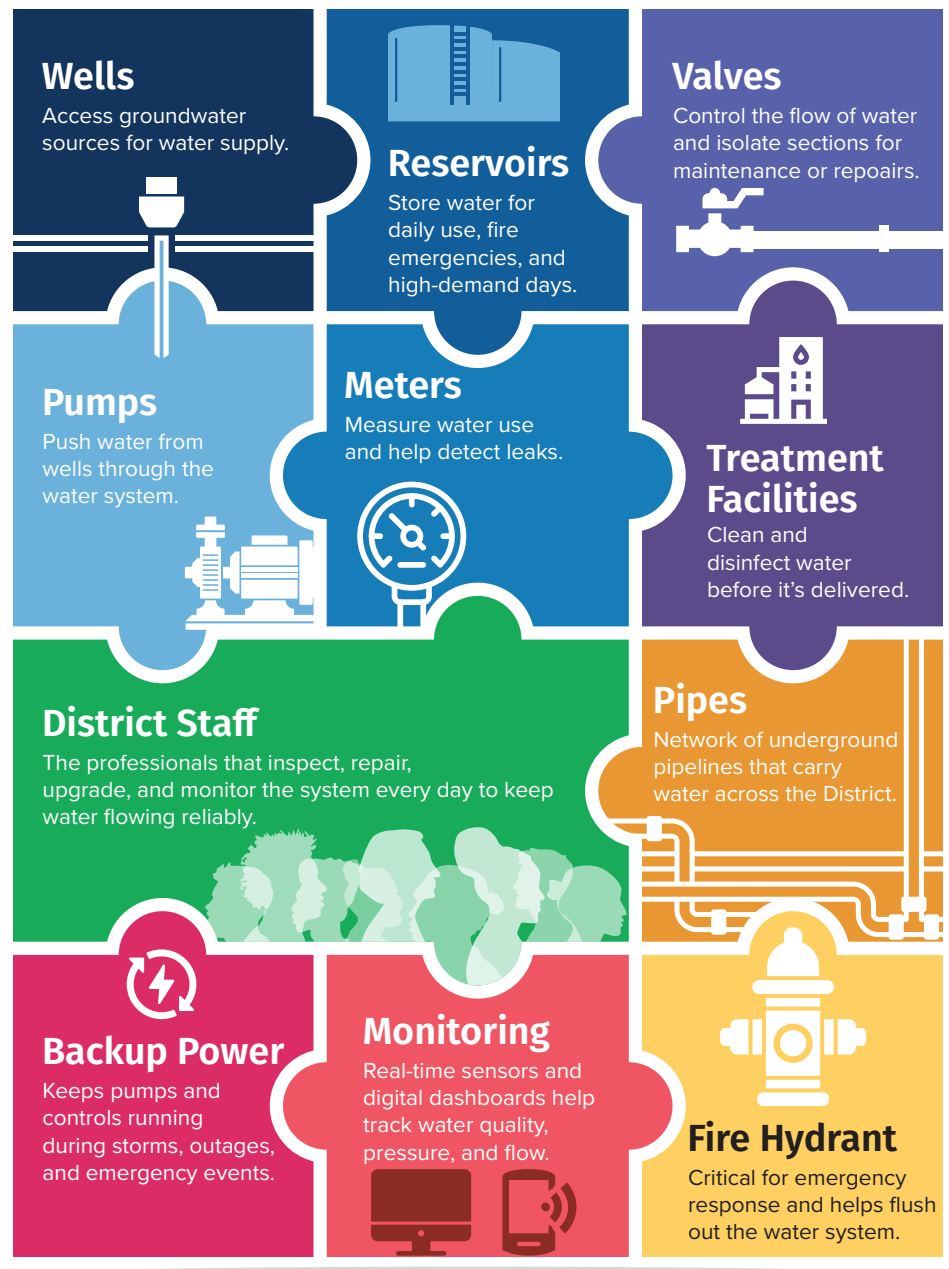 Wells
Access groundwater
sources for water supply.
Reservoirs
Store water for
daily use, fire
emergencies, and
high-demand days.
Valves
Control the flow of water
and isolate sections for
maintenance or repoairs.
Pumps
Push water from
wells through the
water system.
Meters
Measure water use
and help detect leaks.
Treatment
Facilities
Clean and
disinfect water
before it’s delivered.
District Staff
The professionals that inspect, repair,
upgrade, and monitor the system every day to keep
water flowing reliably.
Pipes
Network of underground
pipelines that carry
water across the District.
Backup Power
Keeps pumps and
controls running
during storms, outages,
and emergency events.
Monitoring
Real-time sensors and
digital dashboards help
track water quality,
pressure, and flow.
Fire Hydrant
Critical for emergency
response and helps flush
out the water system.